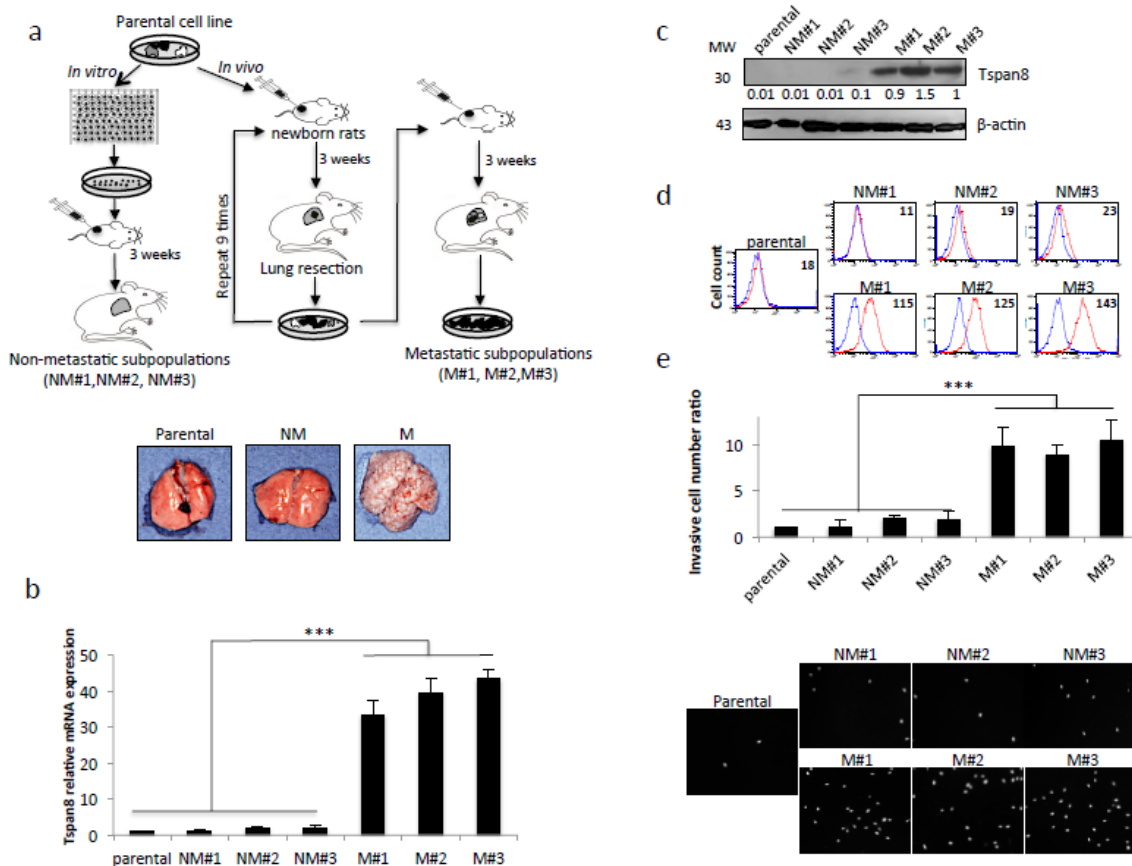 a
Parental cell line
In vitro
In vivo
newborn rats
3 weeks
3 weeks
3 weeks
Repeat 9 times
Lung resection
Non-metastatic subpopulations
(NM#1,NM#2, NM#3)
Metastatic subpopulations
(M#1, M#2,M#3)
Parental NM M
b
Tspan8 relative mRNA expression
***
50
40
30
20
10
0
parental NM#1 NM#2 NM#3 M#1 M#2 M#3
c
MW parental NM#1 NM#2 NM#3 M#1 M#2 M#3
30 Tspan8
0.01 0.01 0.01 0.1 0.9 1.5 1
43 β-actin
d
NM#1 NM#2 NM#3
11 19 23
parental
18
Cell count
M#1 M#2 M#3
115 125 143
e
Invasive cell number ratio
***
10
5
0
parental NM#1 NM#2 NM#3 M#1 M#2 M#3
NM#1 NM#2 NM#3
Parental
M#1 M#2 M#3